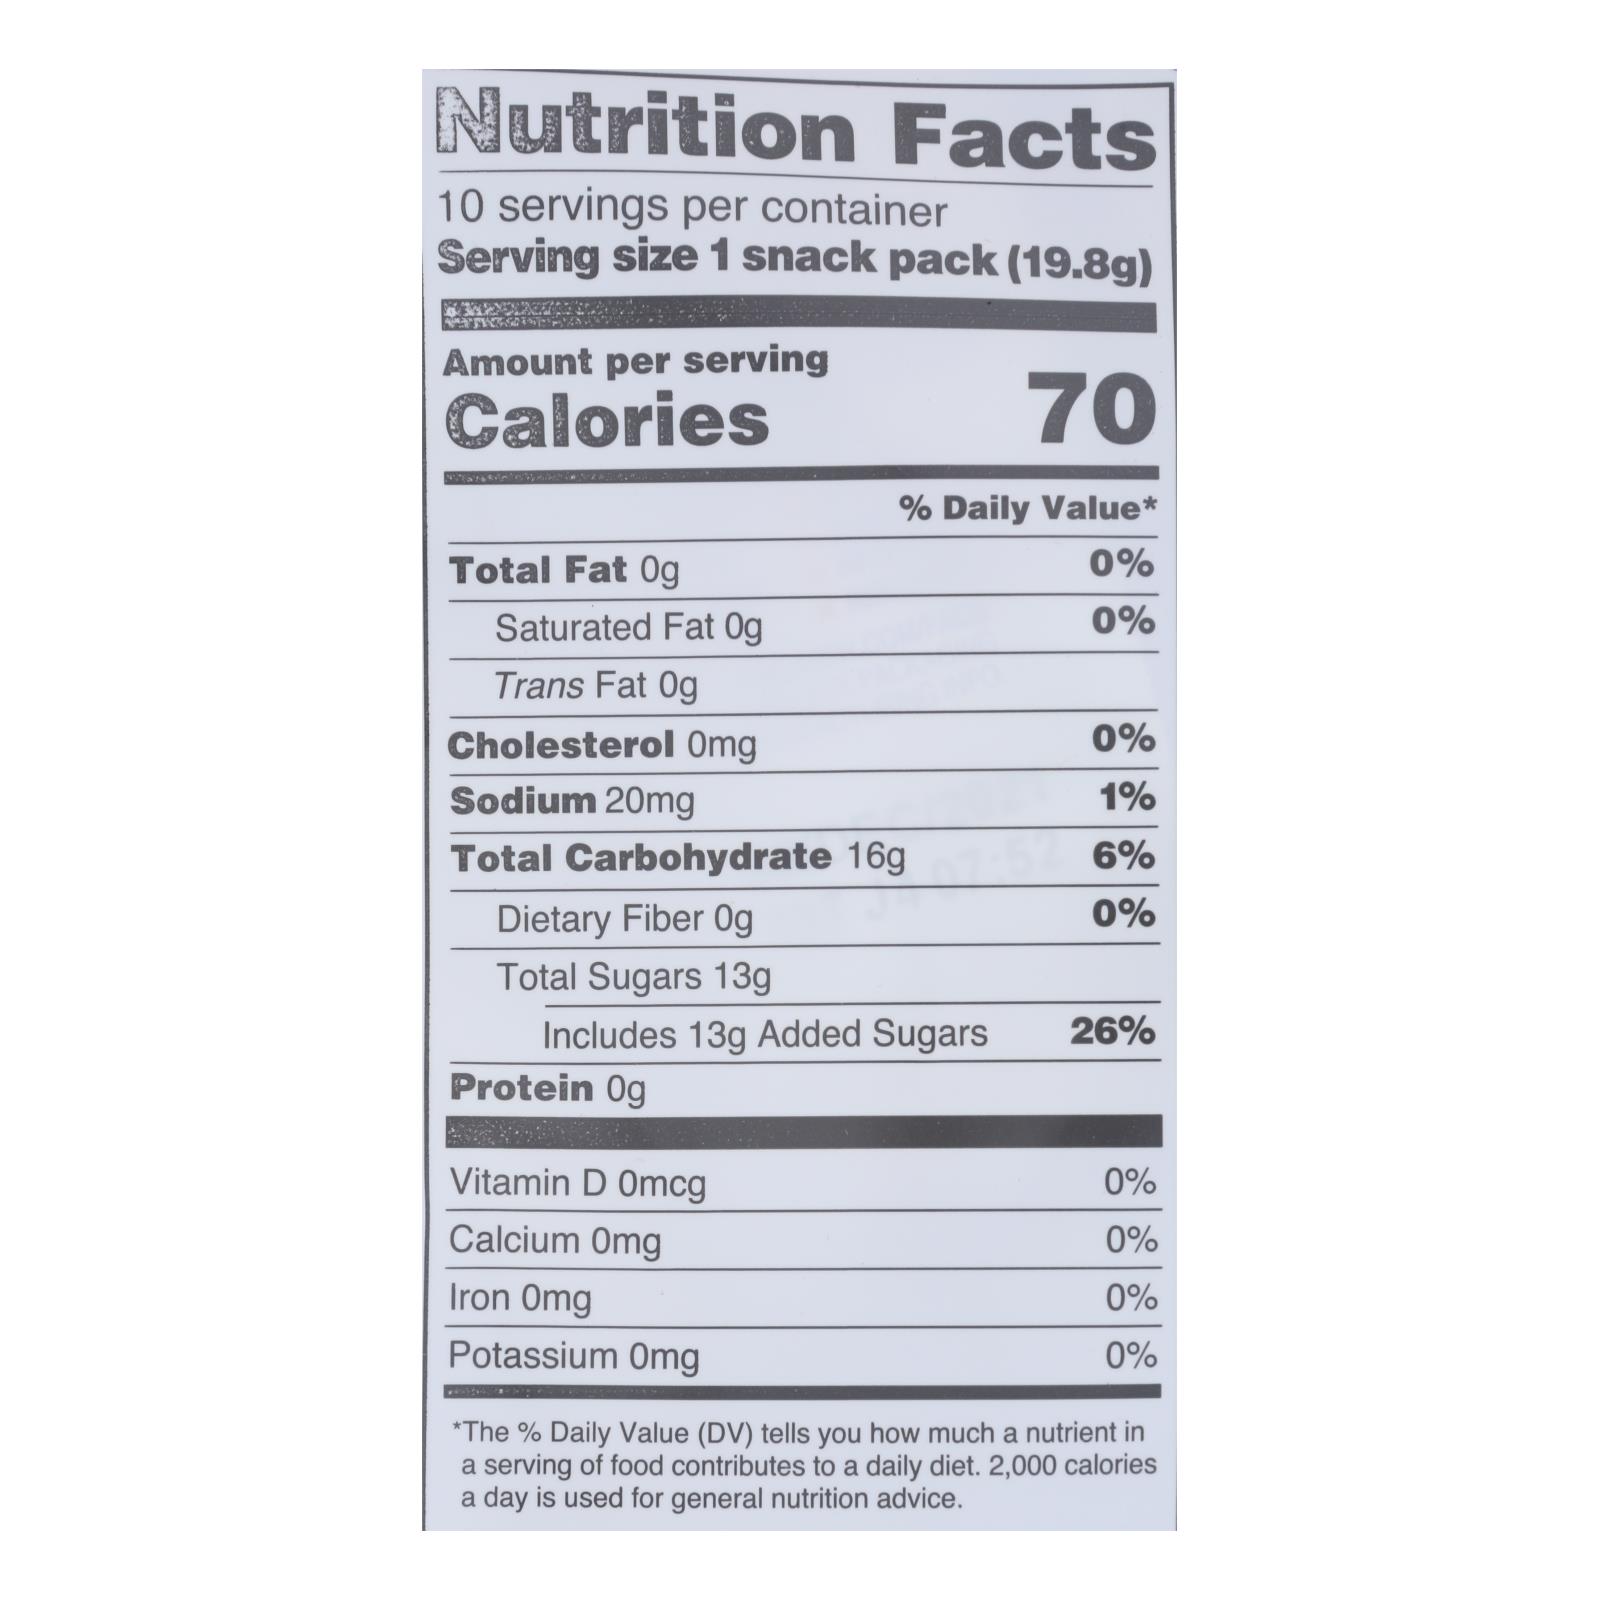 Nutrition Facts
10 servings per container
Serving size 1 snack pack (19.8g)
Amount per serving
Calories 70
% Daily Value*
Total Fat 0g 0%
Saturated Fat 0g 0%
Trans Fat 0g
Cholesterol 0mg 0%
Sodium 20mg 1%
Total Carbohydrate 16g 6%
Dietary Fiber 0g 0%
Total Sugars 13g
Includes 13g Added Sugars 26%
Protein 0g
Vitamin D 0mcg 0%
Calcium 0mg 0%
Iron 0mg 0%
Potassium 0mg 0%
*The % Daily Value (DV) tells you how much a nutrient in
a serving of food contributes to a daily diet. 2,000 calories
a day is used for general nutrition advice.